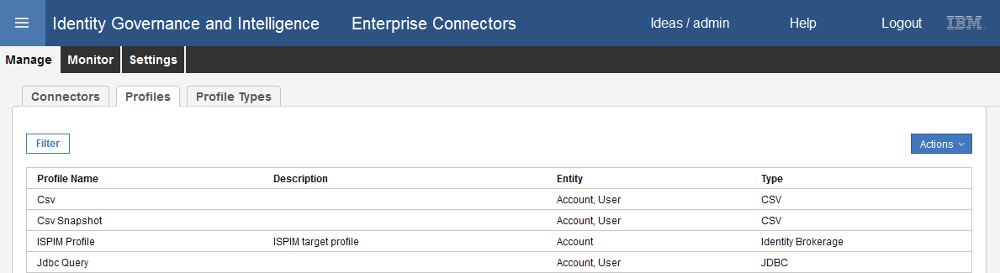 Identity Governance and Intelligence Enterprise Connectors Ideas / admin Help Logout IBM
Manage Monitor Settings
Connectors Profiles Profile Types
Filter Actions
Profile Name Description Entity Type
Csv Account, User CSV
Csv Snapshot Account, User CSV
ISPIM Profile ISPIM target profile Account Identity Brokerage
Jdbc Query Account, User JDBC